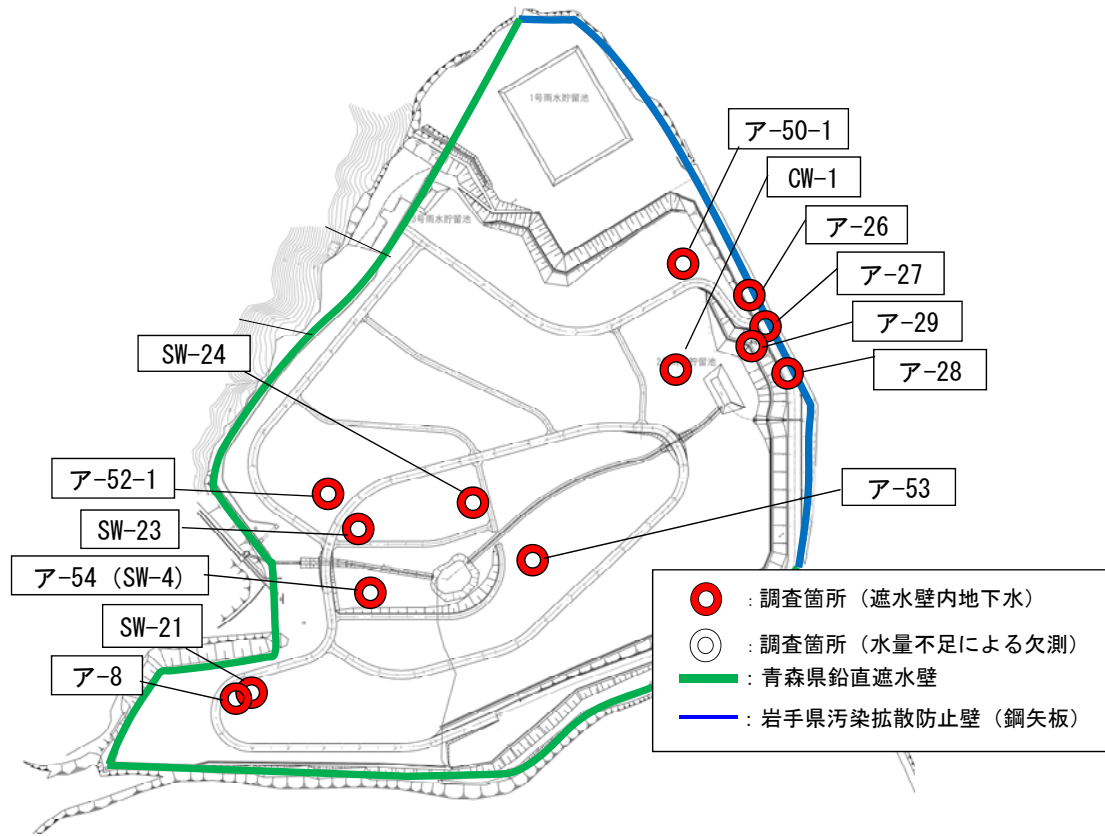 1号雨水貯留池
ア-50-1
CW-1
ア-26
ア-27
ア-29
ア-28
SW-24
ア-52-1
SW-23
ア-54（SW-4）
SW-21
ア-8
ア-53
：調査箇所（遮水壁内地下水）
：調査箇所（水量不足による欠測）
：青森県鉛直遮水壁
：岩手県汚染拡散防止壁（鋼矢板）